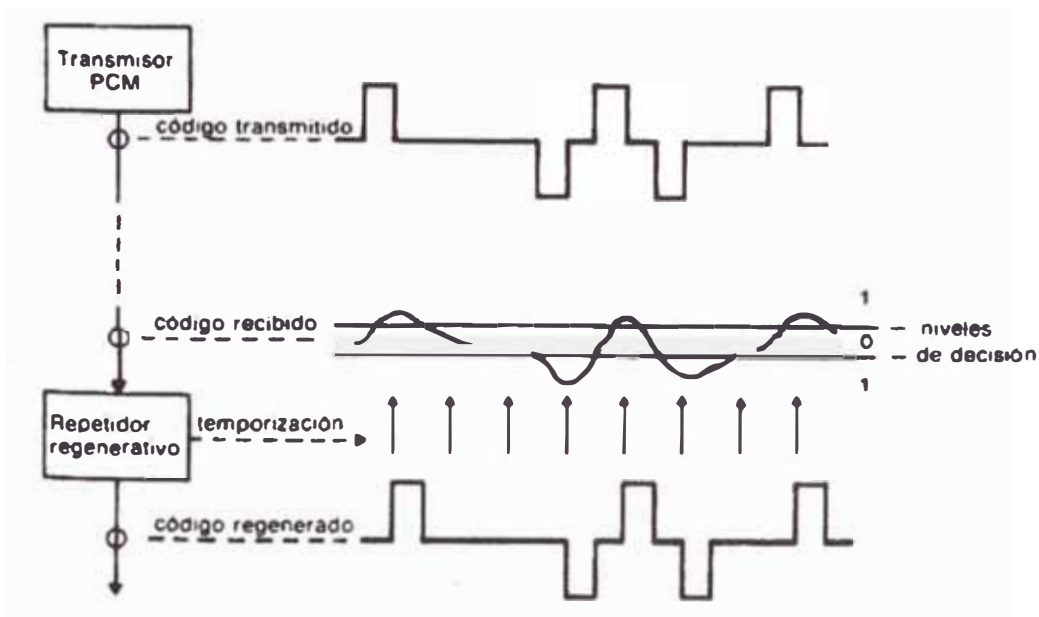 Transmisor
PCM
código transmitido
código recibido
1
niveles
0
de decisión
1
Repetidor
regenerativo
temporización
código regenerado